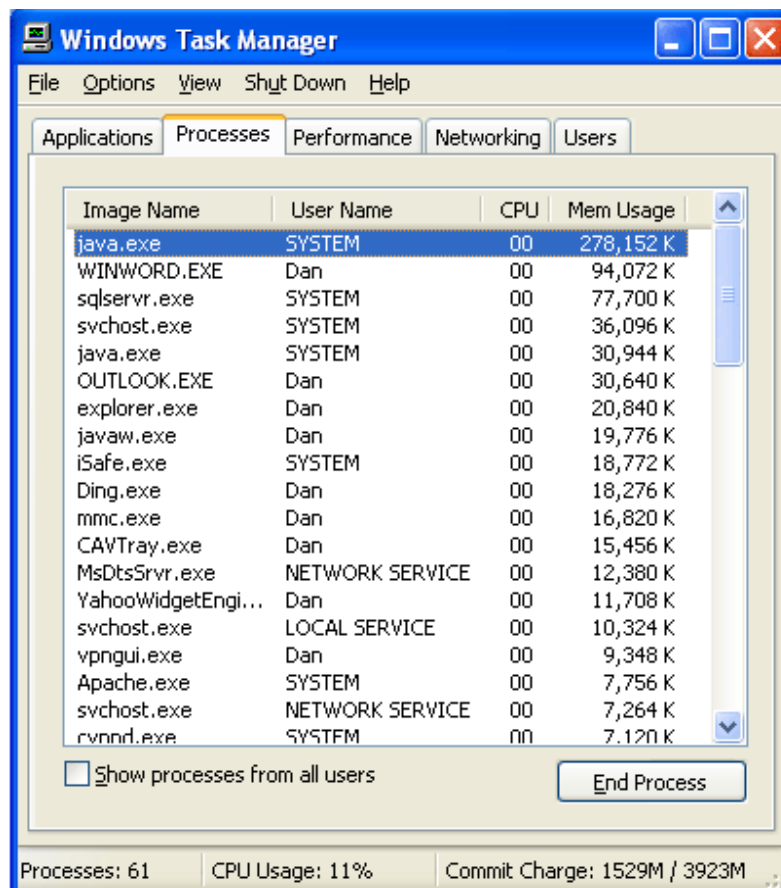 Windows Task Manager
File Options View Shut Down Help
Applications Processes Performance Networking Users
Image Name User Name CPU Mem Usage
java.exe SYSTEM 00 278,152 K
WINWORD.EXE Dan 00 94,072 K
sqlservr.exe SYSTEM 00 77,700 K
svchost.exe SYSTEM 00 36,096 K
java.exe SYSTEM 00 30,944 K
OUTLOOK.EXE Dan 00 30,640 K
explorer.exe Dan 00 20,840 K
javaw.exe Dan 00 19,776 K
iSafe.exe SYSTEM 00 18,772 K
Ding.exe Dan 00 18,276 K
mmc.exe Dan 00 16,820 K
CAVTray.exe Dan 00 15,456 K
MsDtsSrvr.exe NETWORK SERVICE 00 12,380 K
YahooWidgetEngi... Dan 00 11,708 K
svchost.exe LOCAL SERVICE 00 10,324 K
vpngui.exe Dan 00 9,348 K
Apache.exe SYSTEM 00 7,756 K
svchost.exe NETWORK SERVICE 00 7,264 K
cvpnd.exe SYSTEM 00 7,120 K
Show processes from all users
End Process
Processes: 61 CPU Usage: 11% Commit Charge: 1529M / 3923M